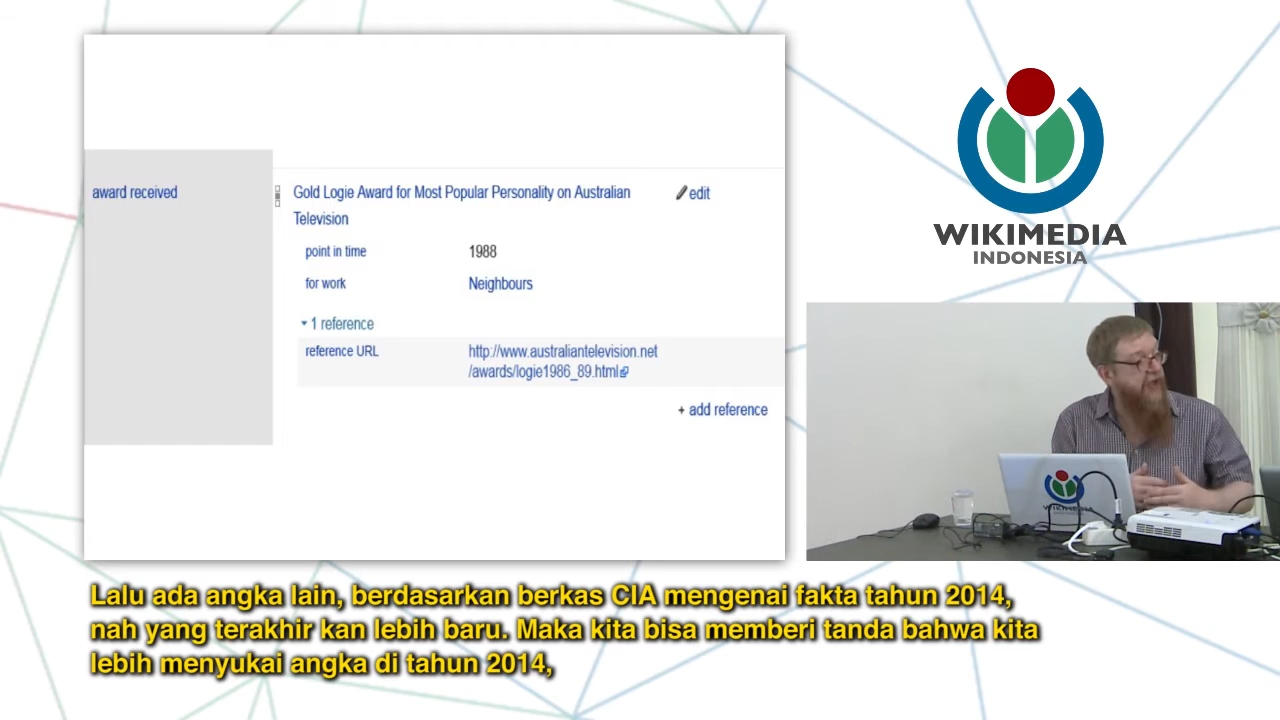 award received
Gold Logie Award for Most Popular Personality on Australian
Television
edit
point in time
1988
for work
Neighbours
1 reference
reference URL
http://www.australiantelevision.net
/awards/logie1986_89.html
+ add reference
WIKIMEDIA
INDONESIA
WIKIMEDIA
Lalu ada angka lain, berdasarkan berkas CIA mengenai fakta tahun 2014,
nah yang terakhir kan lebih baru. Maka kita bisa memberi tanda bahwa kita
lebih menyukai angka di tahun 2014,